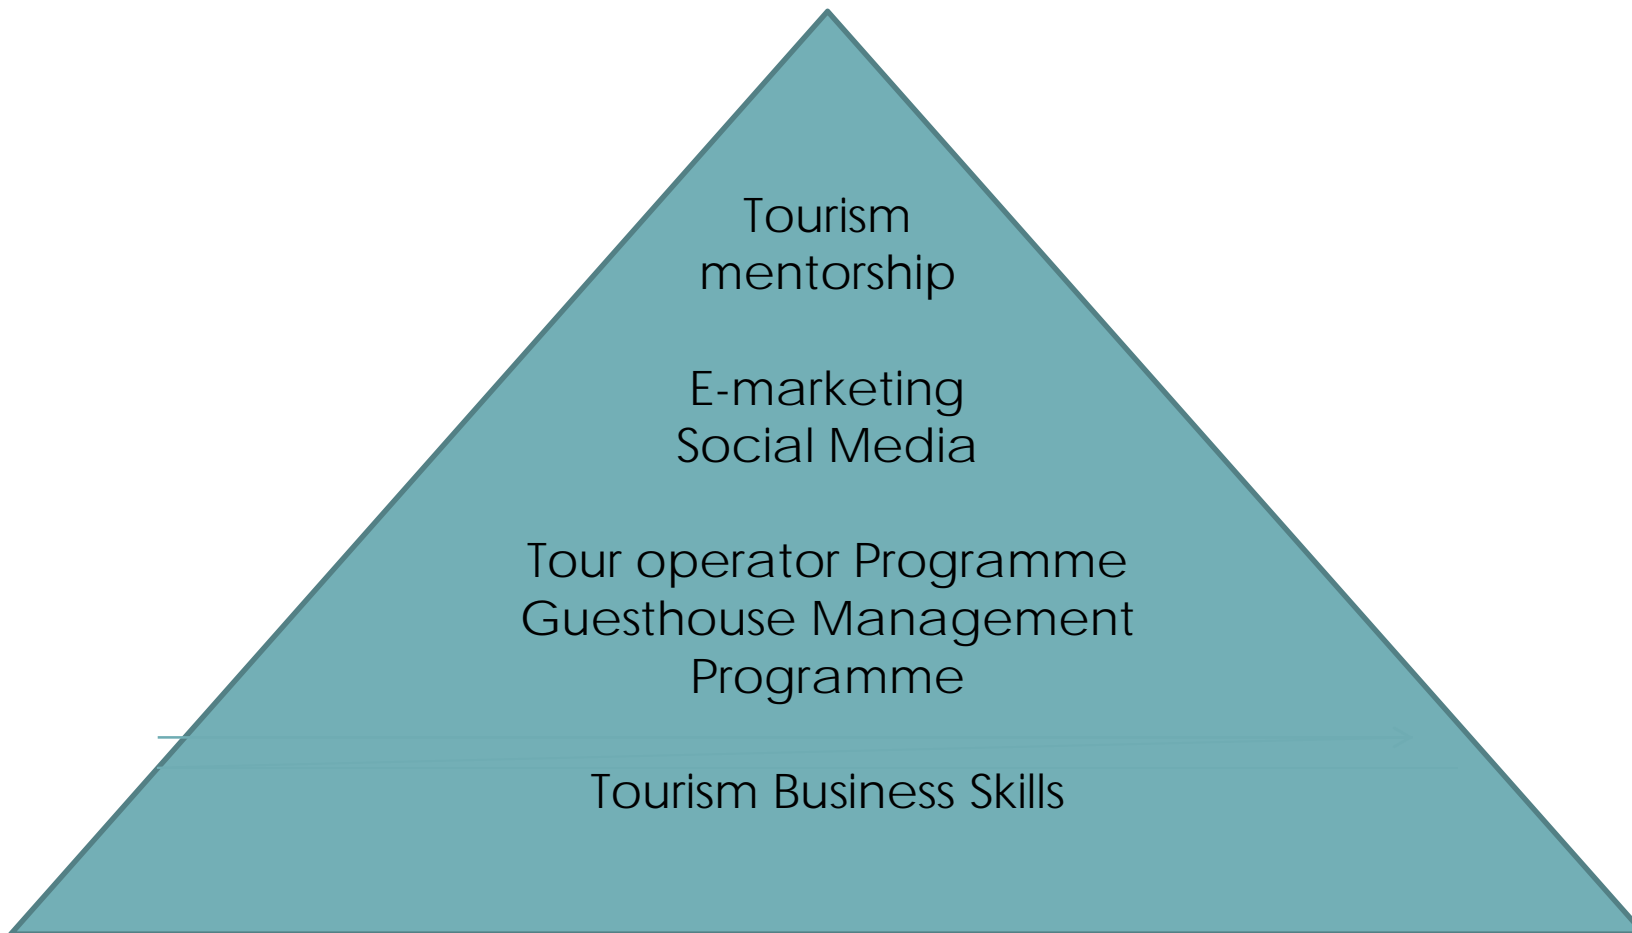 Tourism
mentorship
E-marketing
Social Media
Tour operator Programme
Guesthouse Management
Programme
Tourism Business Skills